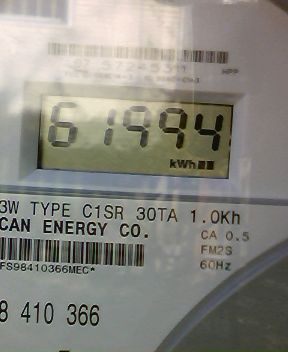 61994
kWh
3W TYPE C1SR 30TA 1.0Kh
CAN ENERGY CO.
CA 0.5
FM2S
60Hz
FS98410366MEC*
8 410 366